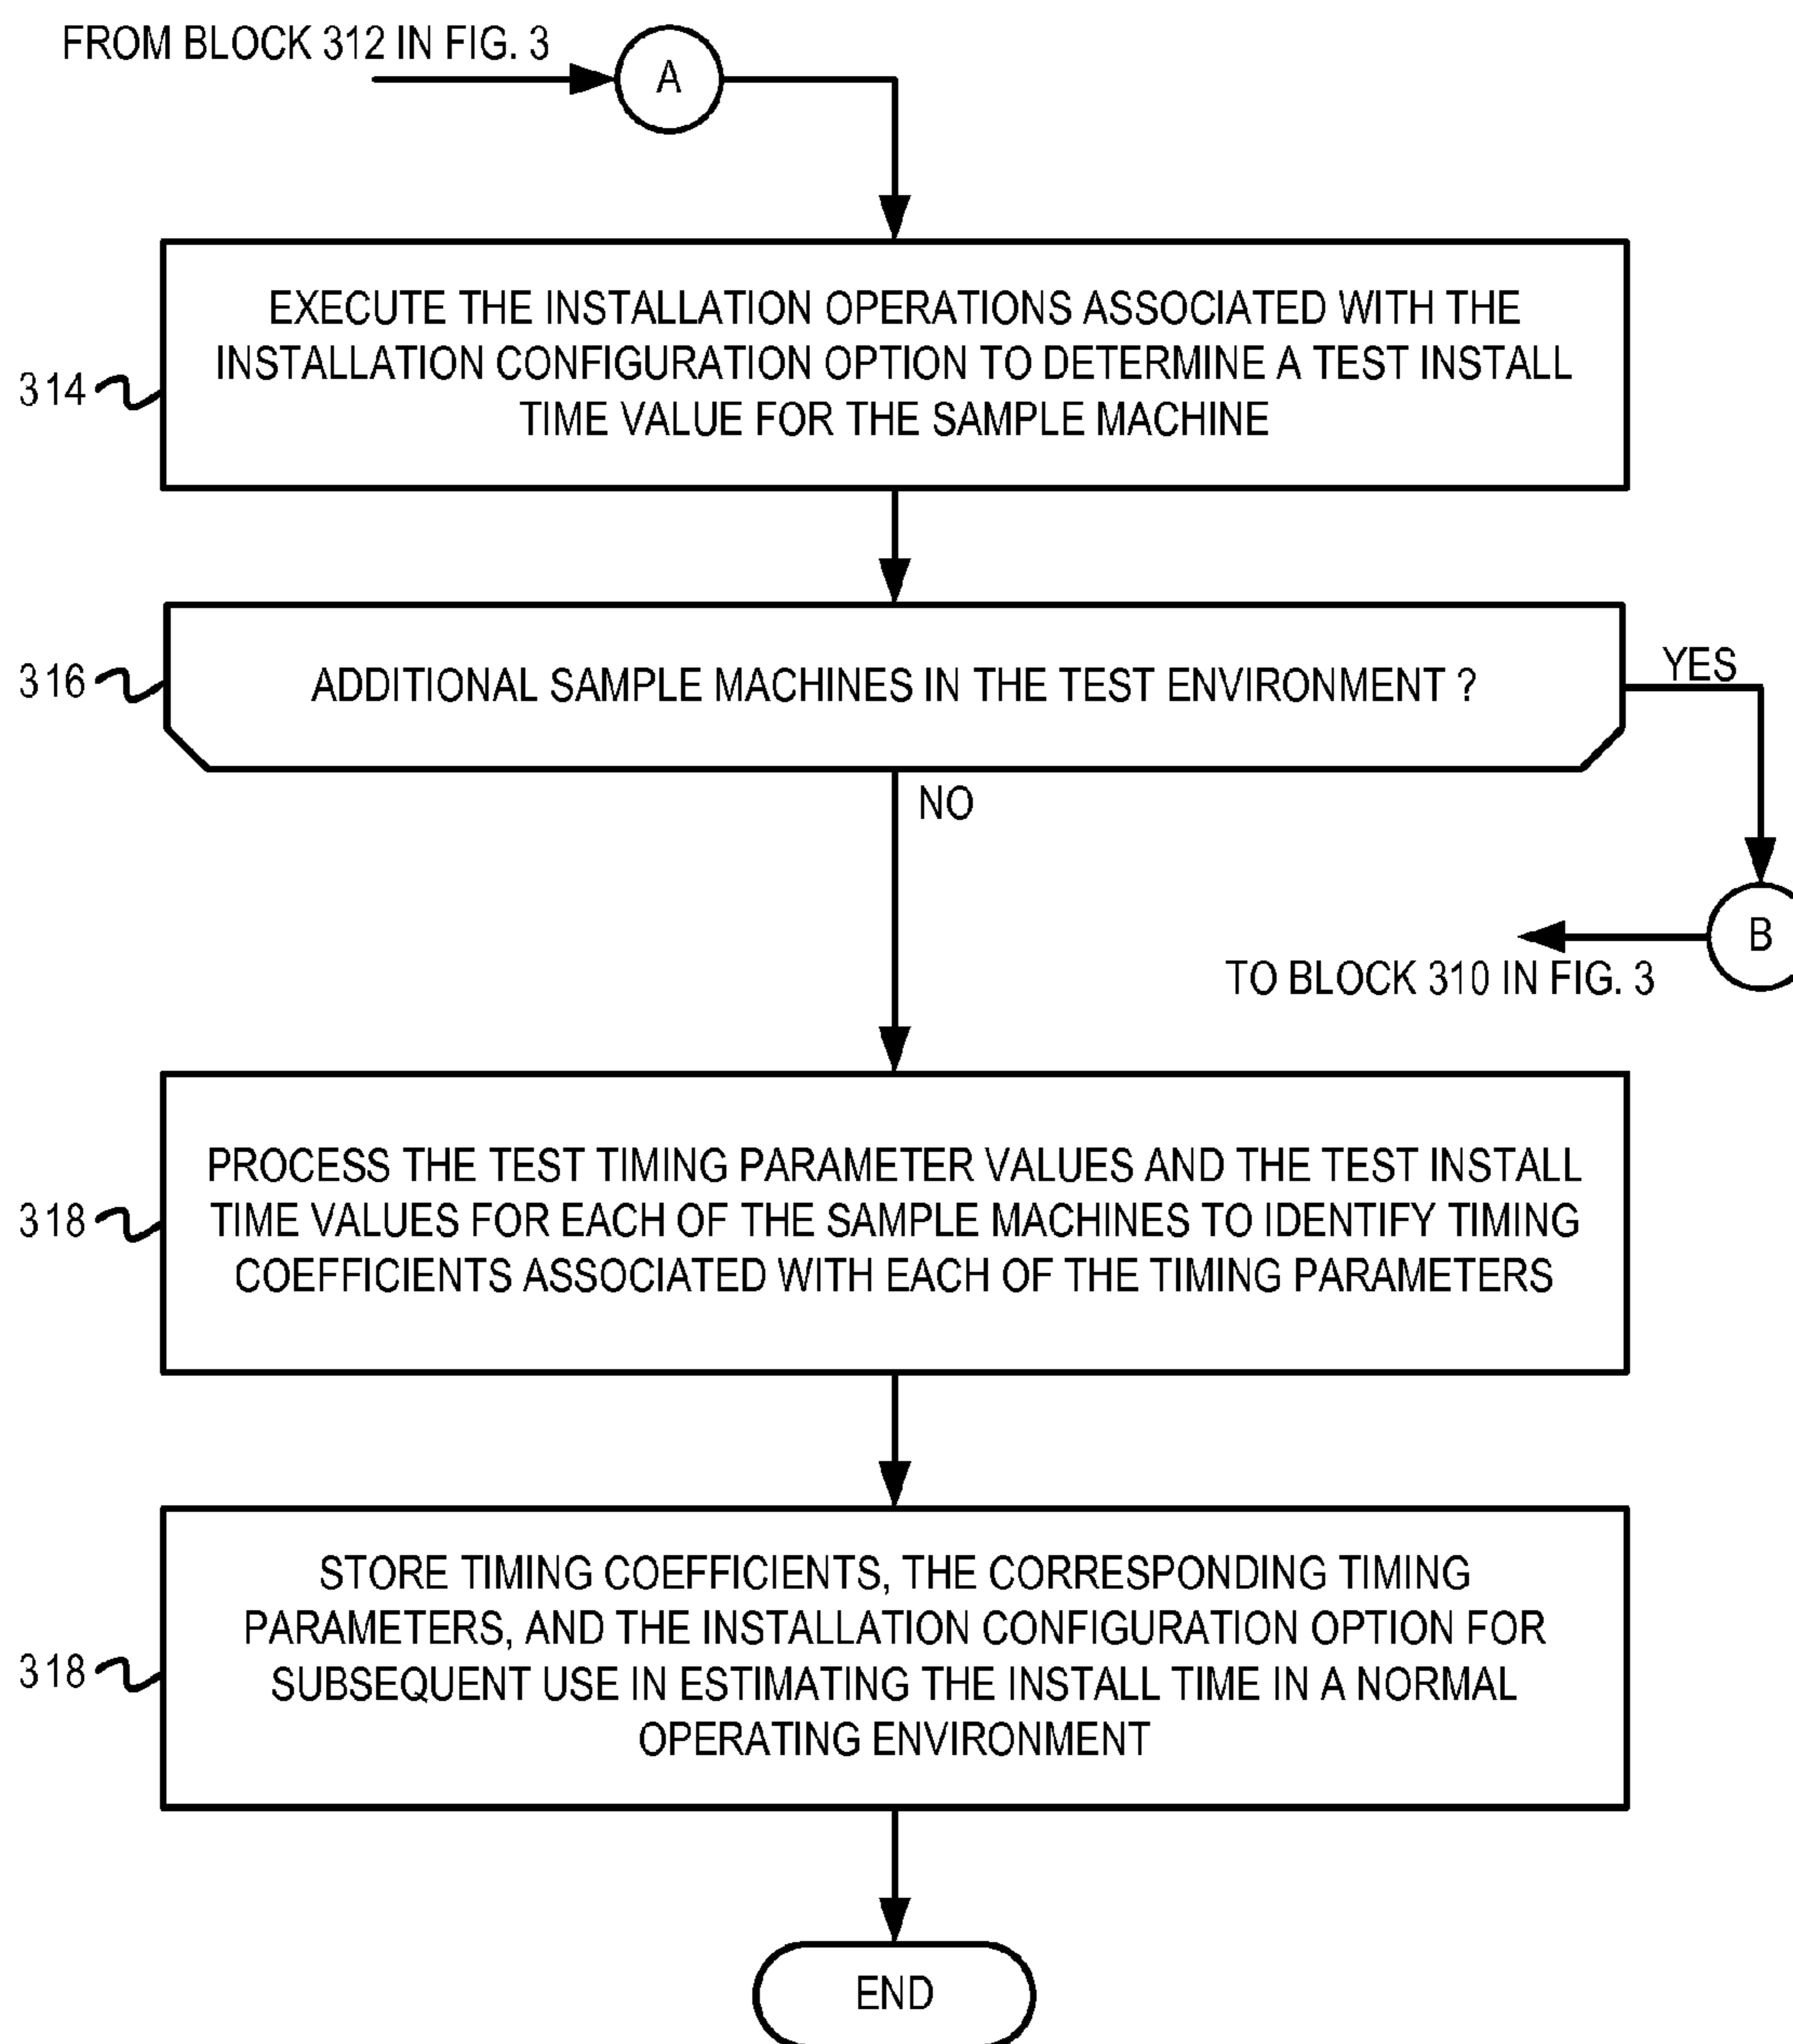 FROM BLOCK 312 IN FIG. 3
A
EXECUTE THE INSTALLATION OPERATIONS ASSOCIATED WITH THE
INSTALLATION CONFIGURATION OPTION TO DETERMINE A TEST INSTALL
TIME VALUE FOR THE SAMPLE MACHINE
314
316
ADDITIONAL SAMPLE MACHINES IN THE TEST ENVIRONMENT ?
YES
NO
B
TO BLOCK 310 IN FIG. 3
PROCESS THE TEST TIMING PARAMETER VALUES AND THE TEST INSTALL
TIME VALUES FOR EACH OF THE SAMPLE MACHINES TO IDENTIFY TIMING
COEFFICIENTS ASSOCIATED WITH EACH OF THE TIMING PARAMETERS
318
STORE TIMING COEFFICIENTS, THE CORRESPONDING TIMING
PARAMETERS, AND THE INSTALLATION CONFIGURATION OPTION FOR
SUBSEQUENT USE IN ESTIMATING THE INSTALL TIME IN A NORMAL
OPERATING ENVIRONMENT
318
END